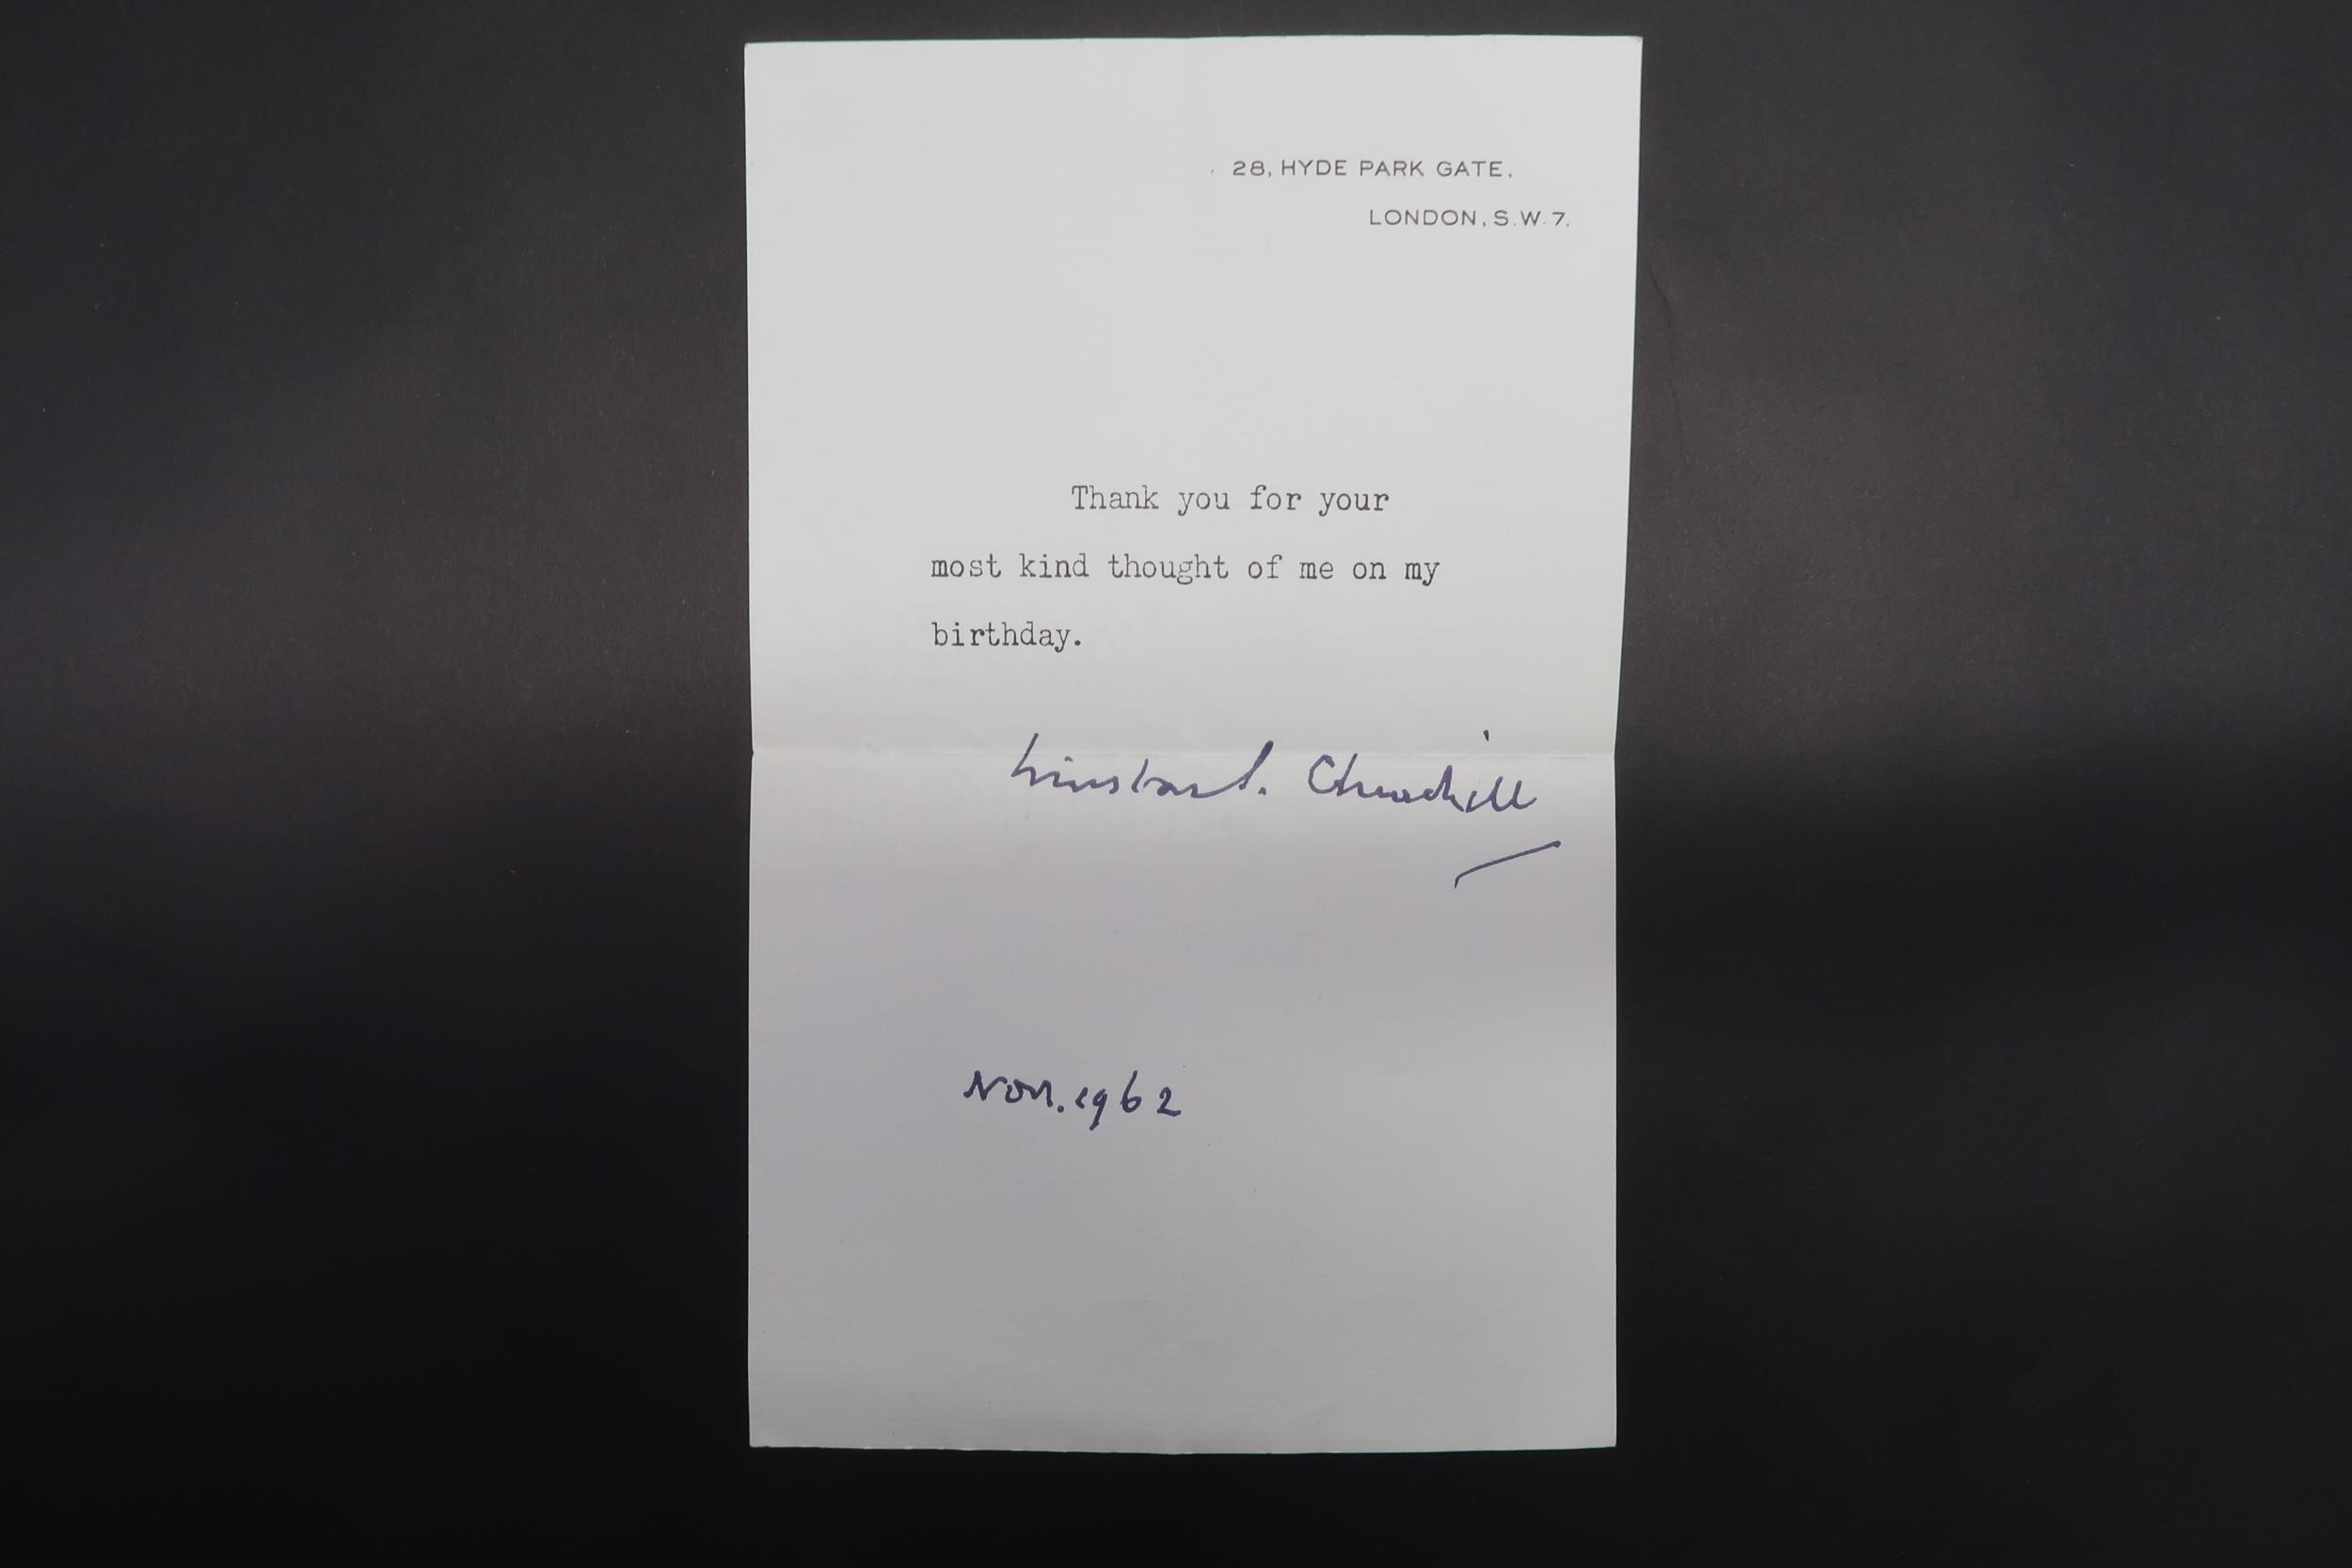 28, HYDE PARK GATE,
LONDON, S.W.7.
Thank you for your
most kind thought of me on my
birthday.
Winston S. Churchill
Nov. 1962